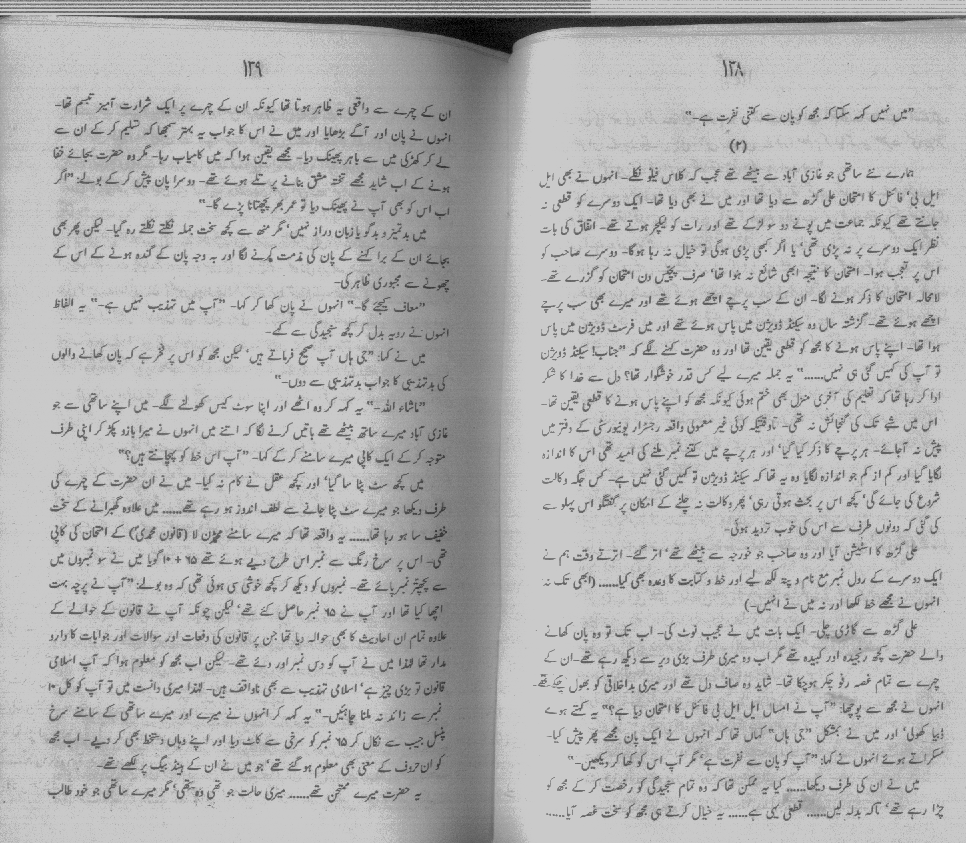 ۱۳۸
"میں نہیں کہہ سکتا کہ مجھ کو پان سے کتنی نفرت ہے۔"
(۲)
ہمارے نئے ساتھی جو غازی آباد سے بیٹھے تھے عجب کہ کلاس فیلو نکلے۔ انہوں نے بھی ایل
ایل بی' فائنل کا امتحان علی گڑھ سے دیا تھا اور میں نے بھی دیا تھا۔ ایک دوسرے کو قطعی نہ
جانتے تھے کیونکہ جماعت میں پونے دو سو لڑکے تھے اور رات کو لیکچر ہوتے تھے۔ اتفاق کی بات
نظر ایک دوسرے پر نہ پڑی تھی' یا اگر کبھی پڑی ہوگی تو خیال نہ رہا ہوگا۔ دوسرے صاحب کو
اس پر تعجب ہوا۔ امتحان کا نتیجہ ابھی شائع نہ ہوا تھا' صرف پچیس دن امتحان کو گزرے تھے۔
لامحالہ امتحان کا ذکر ہونے لگا۔ ان کے سب پرچے اچھے ہوئے تھے اور میرے بھی سب پرچے
اچھے ہوئے تھے۔ گزشتہ سال وہ سیکنڈ ڈویژن میں پاس ہوئے تھے اور میں فرسٹ ڈویژن میں پاس
ہوا تھا۔ اپنے پاس ہونے کا مجھ کو قطعی یقین تھا اور وہ حضرت کہنے لگے کہ "جناب! سیکنڈ ڈویژن
تو آپ کی کہیں گئی ہی نہیں......" یہ جملہ میرے لیے کس قدر خوشگوار تھا؟ دل سے خدا کا شکر
ادا کر رہا تھا کہ تعلیم کی آخری منزل بھی ختم ہوئی کیونکہ مجھ کو اپنے پاس ہونے کا قطعی یقین تھا۔
اس میں شبے تک کی گنجائش نہ تھی۔ تاوقتیکہ کوئی غیر معمولی واقعہ رجسٹرار یونیورسٹی کے دفتر میں
پیش نہ آجائے۔ ہر پرچے کا ذکر کیا گیا' اور ہر پرچے میں کتنے نمبر ملنے کی امید تھی اس کا اندازہ
لگایا گیا اور کم از کم جو اندازہ لگایا وہ یہ تھا کہ سیکنڈ ڈویژن تو کہیں گئی نہیں ہے۔ کس جگہ وکالت
شروع کی جائے گی' کچھ اس پر بحث ہوتی رہی' پھر وکالت نہ چلنے کے امکان پر گفتگو اس پہلو سے
کی گئی کہ دونوں طرف سے اس کی خوب تردید ہوئی۔
علی گڑھ کا اسٹیشن آیا اور وہ صاحب جو خورجہ سے بیٹھے تھے' اتر گئے۔ اترتے وقت ہم نے
ایک دوسرے کے رول نمبر مع نام و پتہ لکھ لیے اور خط و کتابت کا وعدہ بھی کیا...... (ابھی تک نہ
انہوں نے مجھے خط لکھا اور نہ میں نے انہیں۔)
علی گڑھ سے گاڑی چلی۔ ایک بات میں نے عجیب نوٹ کی۔ اب تک تو وہ پان کھانے
والے حضرت کچھ رنجیدہ اور کبیدہ تھے مگر اب وہ میری طرف بڑی دیر سے دیکھ رہے تھے۔ ان کے
چہرے سے تمام غصہ رفو چکر ہوچکا تھا۔ شاید وہ صاف دل تھے اور میری بداخلاقی کو بھول چکے تھے۔
انہوں نے مجھ سے پوچھا: "آپ نے امسال ایل ایل بی فائنل کا امتحان دیا ہے؟" یہ کہتے ہوئے
ڈبیا کھولی' اور میں نے بمشکل "جی ہاں" کہاں تھا کہ انہوں نے ایک پان مجھے پھر پیش کیا۔
مسکراتے ہوئے انہوں نے کہا: "آپ کو پان سے نفرت ہے' مگر آپ اس کو کھا کر دیکھیں۔"
میں نے ان کی طرف دیکھا...... کیا یہ ممکن تھا کہ وہ تمام سنجیدگی کو رخصت کر کے مجھ کو
چڑا رہے تھے' تاکہ بدلہ لیں...... قطعی یہی ہے...... یہ خیال کرتے ہی مجھ کو سخت غصہ آیا......
۱۳۹
ان کے چہرے سے واقعی یہ ظاہر ہوتا تھا کیونکہ ان کے چہرے پر ایک شرارت آمیز تبسم تھا۔
انہوں نے پان اور آگے بڑھایا اور میں نے اس کا جواب یہ بہتر سمجھا کہ تسلیم کر کے ان سے
لے کر کھڑکی میں سے باہر پھینک دیا۔ مجھے یقین ہوا کہ میں کامیاب رہا۔ مگر وہ حضرت بجائے خفا
ہونے کے اب شاید مجھے تختہ مشق بنانے پر تلے ہوئے تھے۔ دوسرا پان پیش کر کے بولے: "اگر
اب اس کو بھی آپ نے پھینک دیا تو عمر بھر پچھتانا پڑے گا۔"
میں بدتمیز و بدگو یا زبان دراز نہیں' مگر منہ سے کچھ سخت جملہ نکلتے نکلتے رہ گیا۔ لیکن پھر بھی
بجائے ان کے برا کہنے کے پان کی مذمت کرنے لگا اور بہ وجہ پان کے گندہ ہونے کے اس کے
چھونے سے مجبوری ظاہر کی۔
"معاف کیجئے گا۔" انہوں نے پان کھا کر کہا۔ "آپ میں تہذیب نہیں ہے۔" یہ الفاظ
انہوں نے رویہ بدل کر کچھ سنجیدگی سے کہے۔
میں نے کہا: "جی ہاں آپ صحیح فرماتے ہیں' لیکن مجھ کو اس پر فخر ہے کہ پان کھانے والوں
کی بدتہذیبی کا جواب بدتہذیبی سے دوں۔"
"ماشاء اللہ۔" یہ کہہ کر وہ اٹھے اور اپنا سوٹ کیس کھولنے لگے۔ میں اپنے ساتھی سے جو
غازی آباد میرے ساتھ بیٹھے تھے باتیں کرنے لگا کہ اتنے میں انہوں نے میرا بازو پکڑ کر اپنی طرف
متوجہ کر کے ایک کاپی میرے سامنے کر کے کہا۔ "آپ اس خط کو پہچانتے ہیں؟"
میں کچھ سٹ پٹا سا گیا' اور کچھ عقل نے کام نہ کیا۔ میں نے ان حضرت کے چہرے کی
طرف دیکھا جو میرے سٹ پٹا جانے سے لطف اندوز ہو رہے تھے...... میں علاوہ گھبرانے کے سخت
خفیف سا ہو رہا تھا...... یہ واقعہ تھا کہ میرے سامنے محمڈن لا (قانون محمدی) کے امتحان کی کاپی
تھی۔ اس پر سرخ رنگ سے نمبر اس طرح دیے ہوئے تھے ۶۵ + ۱۰ گویا میں نے سو نمبروں میں
سے پچھتر نمبر پائے تھے۔ نمبروں کو دیکھ کر کچھ خوشی سی ہوئی تھی کہ وہ بولے: "آپ نے پرچہ بہت
اچھا کیا تھا اور آپ نے ۶۵ نمبر حاصل کئے تھے' لیکن چونکہ آپ نے قانون کے حوالے کے
علاوہ تمام ان احادیث کا بھی حوالہ دیا تھا جن پر قانون کی دفعات اور سوالات اور جوابات کا دارو
مدار تھا لہٰذا میں نے آپ کو دس نمبر اور دئے تھے۔ لیکن اب مجھ کو معلوم ہوا کہ آپ اسلامی
قانون تو بڑی چیز ہے' اسلامی تہذیب سے بھی ناواقف ہیں۔ لہٰذا میری دانست میں تو آپ کو کل ۱۰
نمبر سے زائد نہ ملنا چاہئیں۔" یہ کہہ کر انہوں نے میرے اور میرے ساتھی کے سامنے سرخ
پنسل جیب سے نکال کر ۶۵ نمبر کو سرخی سے کاٹ دیا اور اپنے وہاں دستخط بھی کر دیے۔ اب مجھ
کو ان حروف کے معنی بھی معلوم ہو گئے تھے' جو میں نے ان کے ہینڈ بیگ پر لکھے تھے۔
یہ حضرت میرے ممتحن تھے...... میری حالت جو تھی وہ تھی' مگر میرے ساتھی جو خود طالب